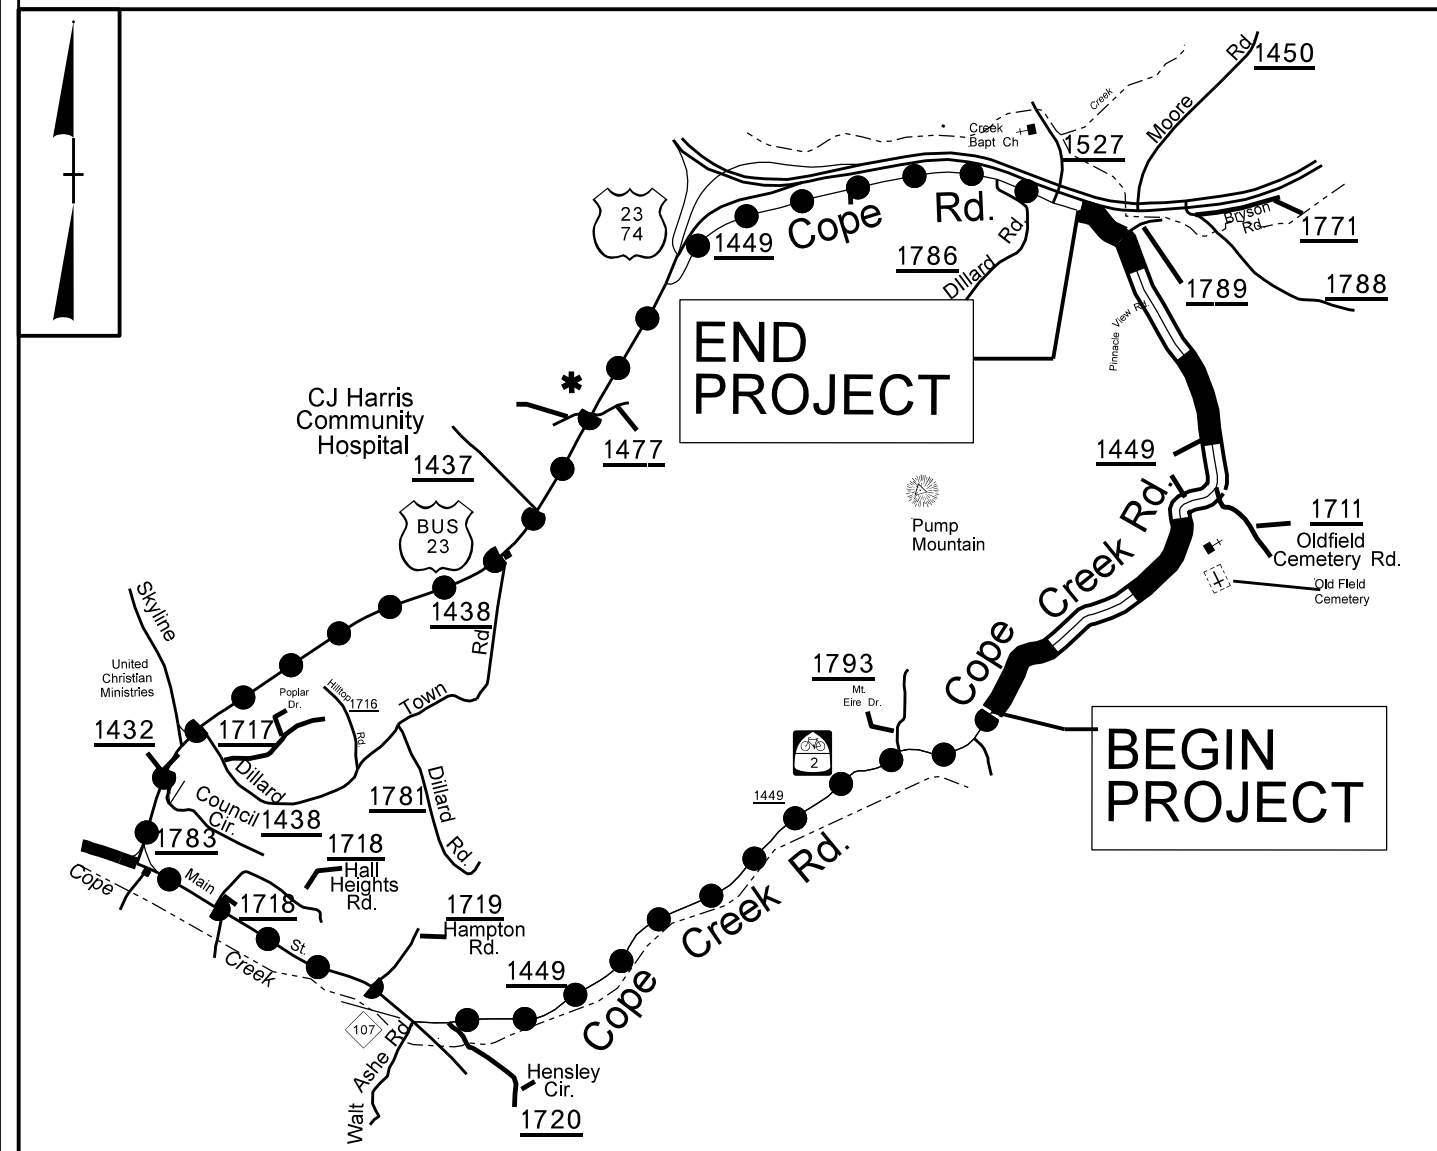 Rd
1450
Moore
Creek
Creek
Bapt Ch
1527
23
74
1449
Cope Rd.
1786
Dillard Rd.
Bryson
Rd.
1771
1789
1788
Pinnacle View Rd.
END
PROJECT
CJ Harris
Community
Hospital
1437
1477
1449
BUS
23
Pump
Mountain
Cope Creek Rd.
1711
Oldfield
Cemetery Rd.
Old Field
Cemetery
Skyline
1438
Rd
United
Christian
Ministries
Poplar
Dr.
Hilltop
1716
Rd.
Town
1793
Mt.
Eire Dr.
1432
1717
BEGIN
PROJECT
2
Dillard
1781
Dillard Rd.
1449
Council
Cir.
1438
1783
1718
Hall
Heights
Rd.
Cope
Main
1718
St.
Creek
1719
Hampton
Rd.
1449
Cope Creek Rd.
107
Walt Ashe Rd
Hensley
Cir.
1720